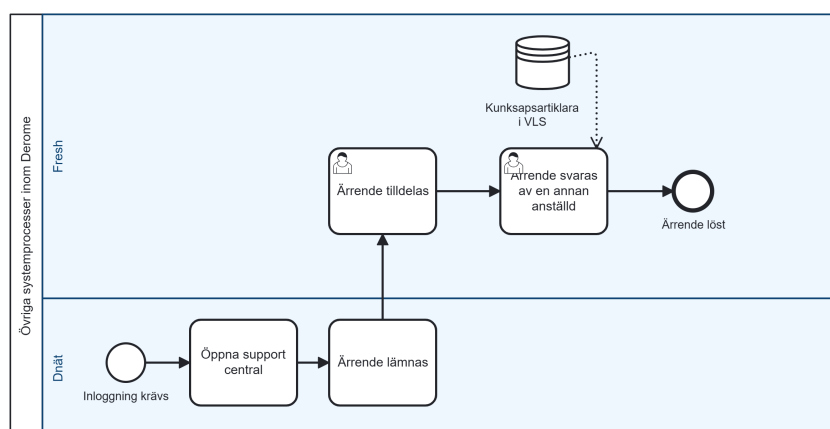 Övriga systemprocesser inom Derome
Fresh
Kunksapsartiklara
i VLS
Ärrende tilldelas
Ärrende svaras
av en annan
anställd
Ärrende löst
Dnät
Inloggning krävs
Öppna support
central
Ärrende lämnas